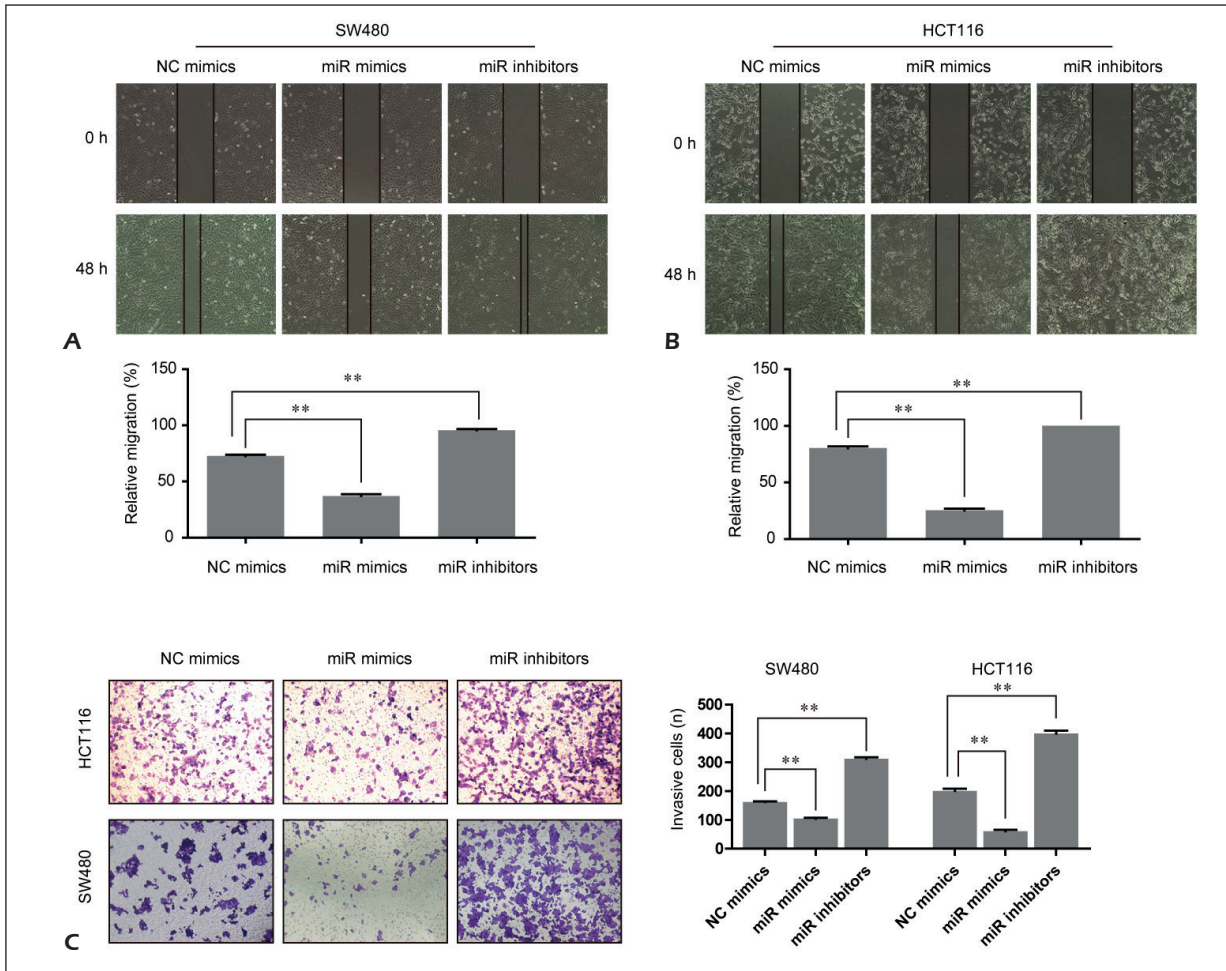 SW480
NC mimics miR mimics miR inhibitors
0 h
48 h
A
HCT116
NC mimics miR mimics miR inhibitors
0 h
48 h
B
Relative migration (%)
150
100
50
0
**
**
NC mimics miR mimics miR inhibitors
Relative migration (%)
150
100
50
0
**
**
NC mimics miR mimics miR inhibitors
NC mimics miR mimics miR inhibitors
HCT116
SW480
C
SW480 HCT116
Invasive cells (n)
500
400
300
200
100
0
**
**
**
**
NC mimics
miR mimics
miR inhibitors
NC mimics
miR mimics
miR inhibitors